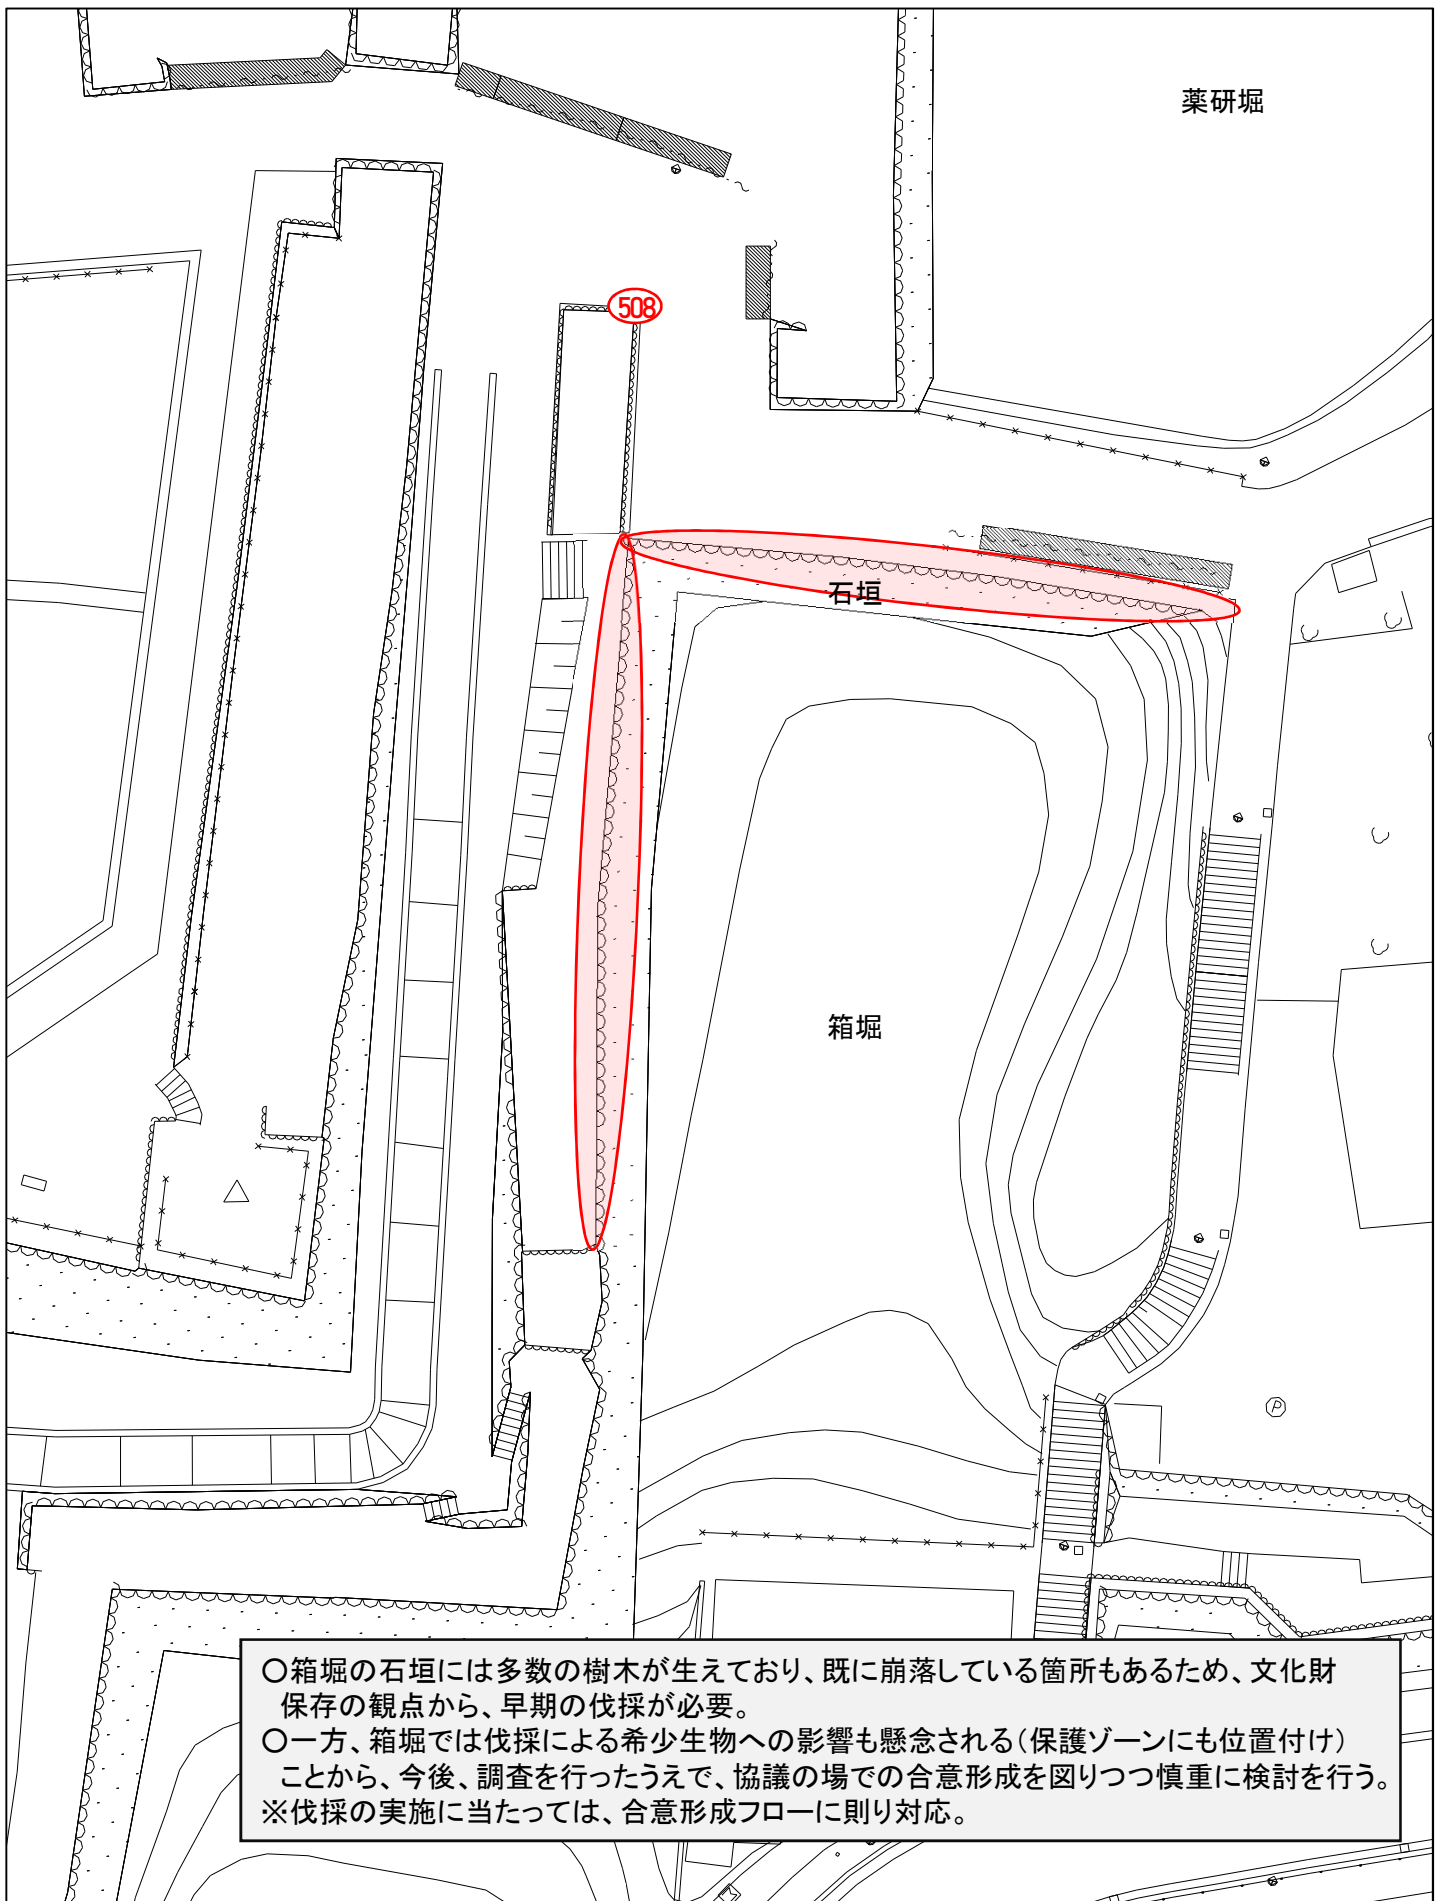 薬研堀
508
石垣
箱堀
P
〇箱堀の石垣には多数の樹木が生えており、既に崩落している箇所もあるため、文化財
保存の観点から、早期の伐採が必要。
〇一方、箱堀では伐採による希少生物への影響も懸念される（保護ゾーンにも位置付け）
ことから、今後、調査を行ったうえで、協議の場での合意形成を図りつつ慎重に検討を行う。
※伐採の実施に当たっては、合意形成フローに則り対応。